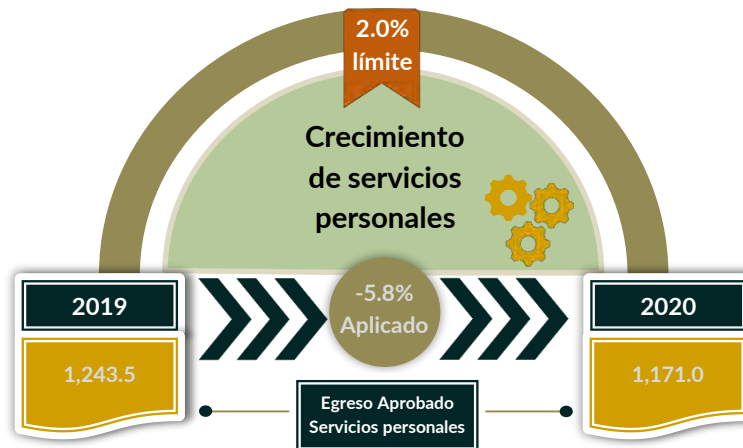 2.0%
límite
Crecimiento
de servicios
personales
2019
-5.8%
Aplicado
2020
1,243.5
1,171.0
Egreso Aprobado
Servicios personales